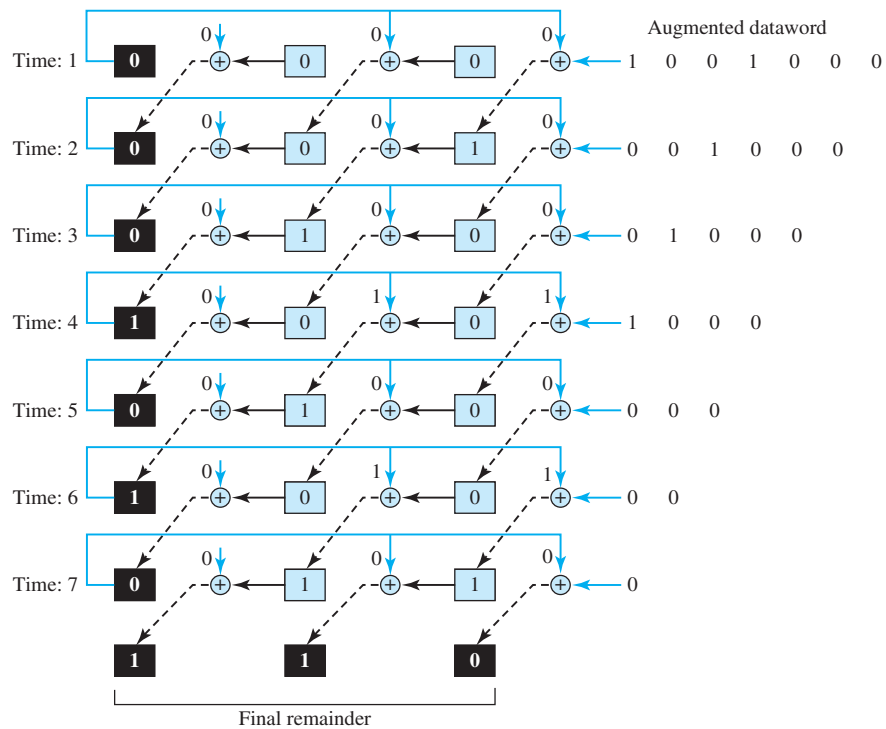 Augmented dataword
0 0 0
Time: 1 0 0 0 1 0 0 1 0 0 0
0 0 0
Time: 2 0 0 1 0 0 1 0 0 0
0 0 0
Time: 3 0 1 0 0 1 0 0 0
0 1 1
Time: 4 1 0 0 1 0 0 0
0 0 0
Time: 5 0 1 0 0 0 0
0 1 1
Time: 6 1 0 0 0 0
0 0 0
Time: 7 0 1 1 0
1 1 0
Final remainder